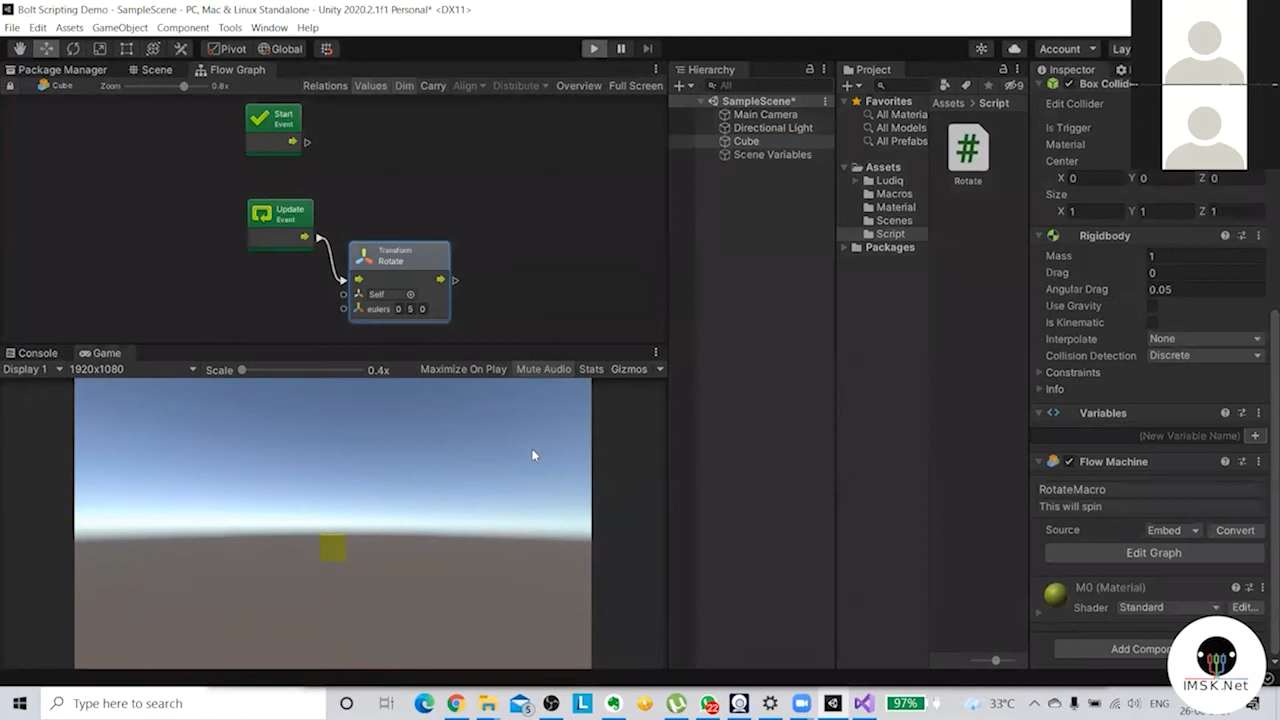 Bolt Scripting Demo - SampleScene - PC, Mac & Linux Standalone - Unity 2020.2.1f1 Personal* <DX11>
File Edit Assets GameObject Component Tools Window Help
Pivot Global Account Lay
Package Manager Scene Flow Graph
Cube Zoom 0.8x Relations Values Dim Carry Align Distribute Overview Full Screen
Start
Event
Update
Event
Transform
Rotate
Self
eulers 0 5 0
Console Game
Display 1 1920x1080 Scale 0.4x Maximize On Play Mute Audio Stats Gizmos
Hierarchy
All
SampleScene*
Main Camera
Directional Light
Cube
Scene Variables
Project
9
Favorites
All Materia
All Models
All Prefabs
Assets
Ludiq
Macros
Material
Scenes
Script
Packages
Assets > Script
#
Rotate
Inspector
Box Collid
Edit Collider
Is Trigger
Material
Center
X 0 Y 0 Z 0
Size
X 1 Y 1 Z 1
Rigidbody
Mass 1
Drag 0
Angular Drag 0.05
Use Gravity
Is Kinematic
Interpolate None
Collision Detection Discrete
Constraints
Info
Variables
(New Variable Name)
Flow Machine
RotateMacro
This will spin
Source Embed Convert
Edit Graph
M0 (Material)
Shader Standard Edit...
Add Compo
IMSK.Net
Type here to search
5
L
22
97%
33°C
ENG